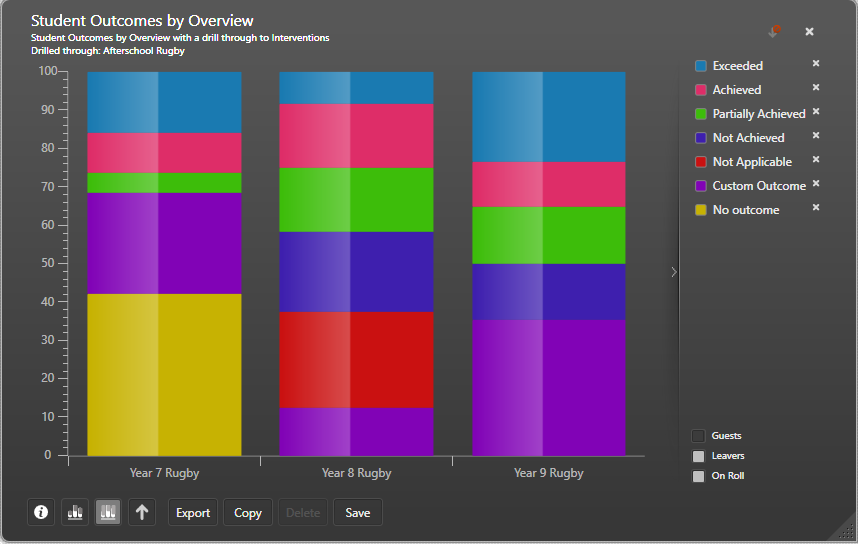 Student Outcomes by Overview
Student Outcomes by Overview with a drill through to Interventions
Drilled through: Afterschool Rugby
100
90
80
70
60
50
40
30
20
10
0
Year 7 Rugby
Year 8 Rugby
Year 9 Rugby
Exceeded
Achieved
Partially Achieved
Not Achieved
Not Applicable
Custom Outcome
No outcome
Guests
Leavers
On Roll
Export
Copy
Delete
Save